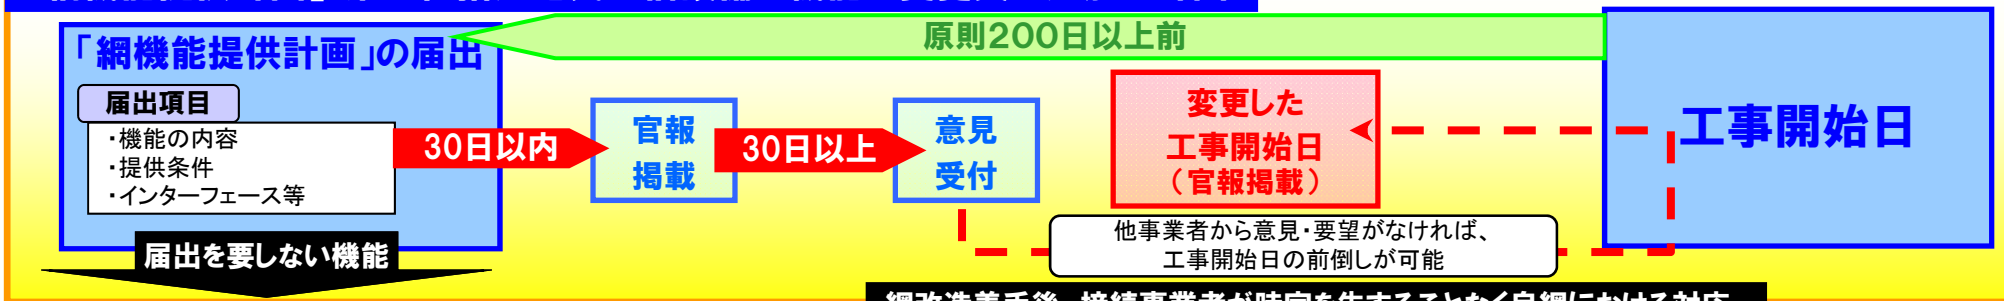 原則200日以上前
「網機能提供計画」の届出
届出項目
・機能の内容
・提供条件
・インターフェース等
30日以内
官報
掲載
30日以上
意見
受付
変更した
工事開始日
（官報掲載）
工事開始日
他事業者から意見・要望がなければ、
工事開始日の前倒しが可能
届出を要しない機能